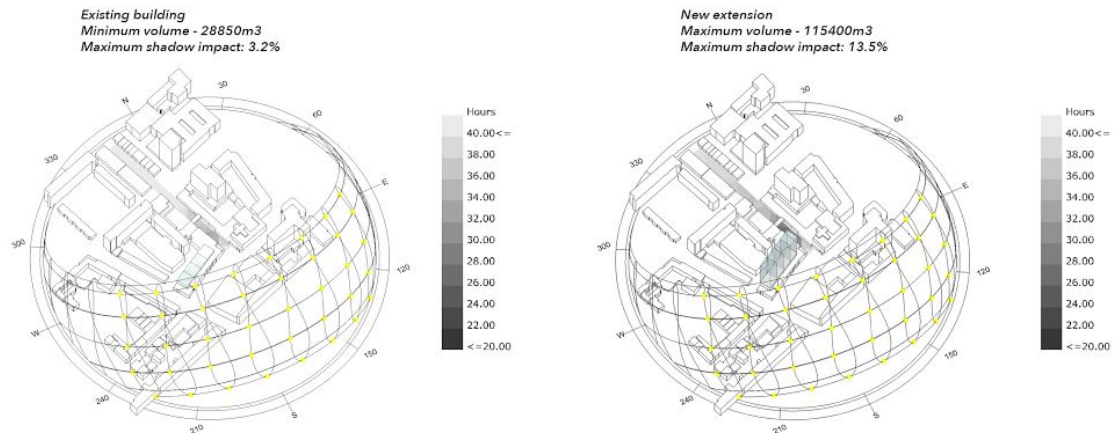 Existing building
Minimum volume - 28850m3
Maximum shadow impact: 3.2%
N
30
60
E
120
150
S
210
240
W
300
330
Hours
40.00<=
38.00
36.00
34.00
32.00
30.00
28.00
26.00
24.00
22.00
<=20.00
New extension
Maximum volume - 115400m3
Maximum shadow impact: 13.5%
N
30
60
E
120
150
S
210
240
W
300
330
Hours
40.00<=
38.00
36.00
34.00
32.00
30.00
28.00
26.00
24.00
22.00
<=20.00